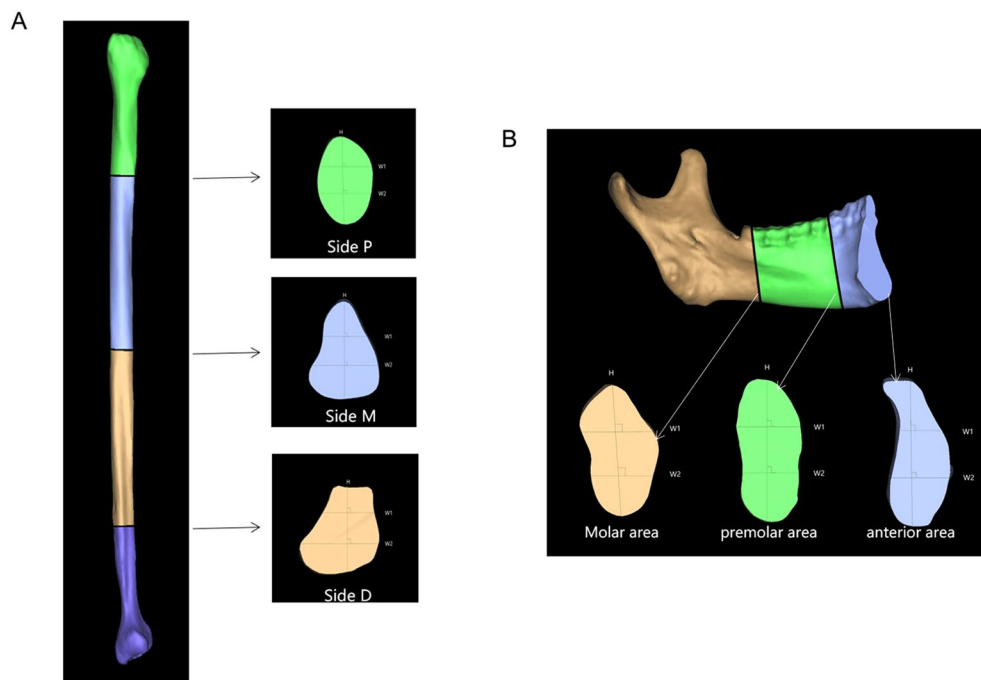 A
H
W1
W2
Side P
H
W1
W2
Side M
H
W1
W2
Side D
B
H
W1
W2
Molar area
H
W1
W2
premolar area
H
W1
W2
anterior area